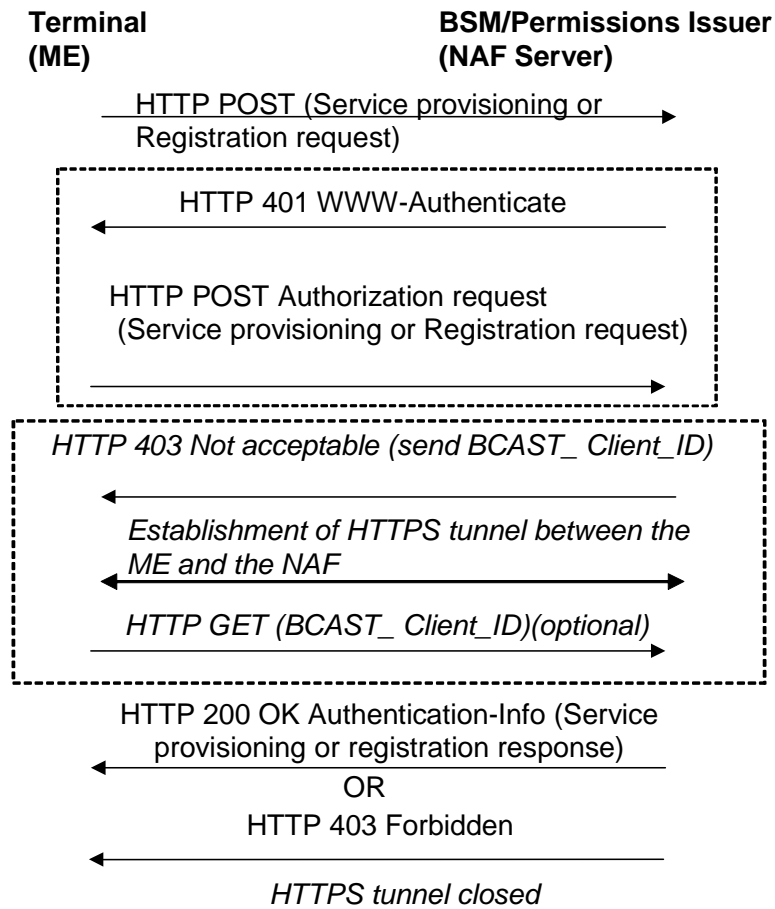 Terminal
(ME)
BSM/Permissions Issuer
(NAF Server)
HTTP POST (Service provisioning or
Registration request)
HTTP 401 WWW-Authenticate
HTTP POST Authorization request
(Service provisioning or Registration request)
HTTP 403 Not acceptable (send BCAST_ Client_ID)
Establishment of HTTPS tunnel between the
ME and the NAF
HTTP GET (BCAST_ Client_ID)(optional)
HTTP 200 OK Authentication-Info (Service
provisioning or registration response)
OR
HTTP 403 Forbidden
HTTPS tunnel closed